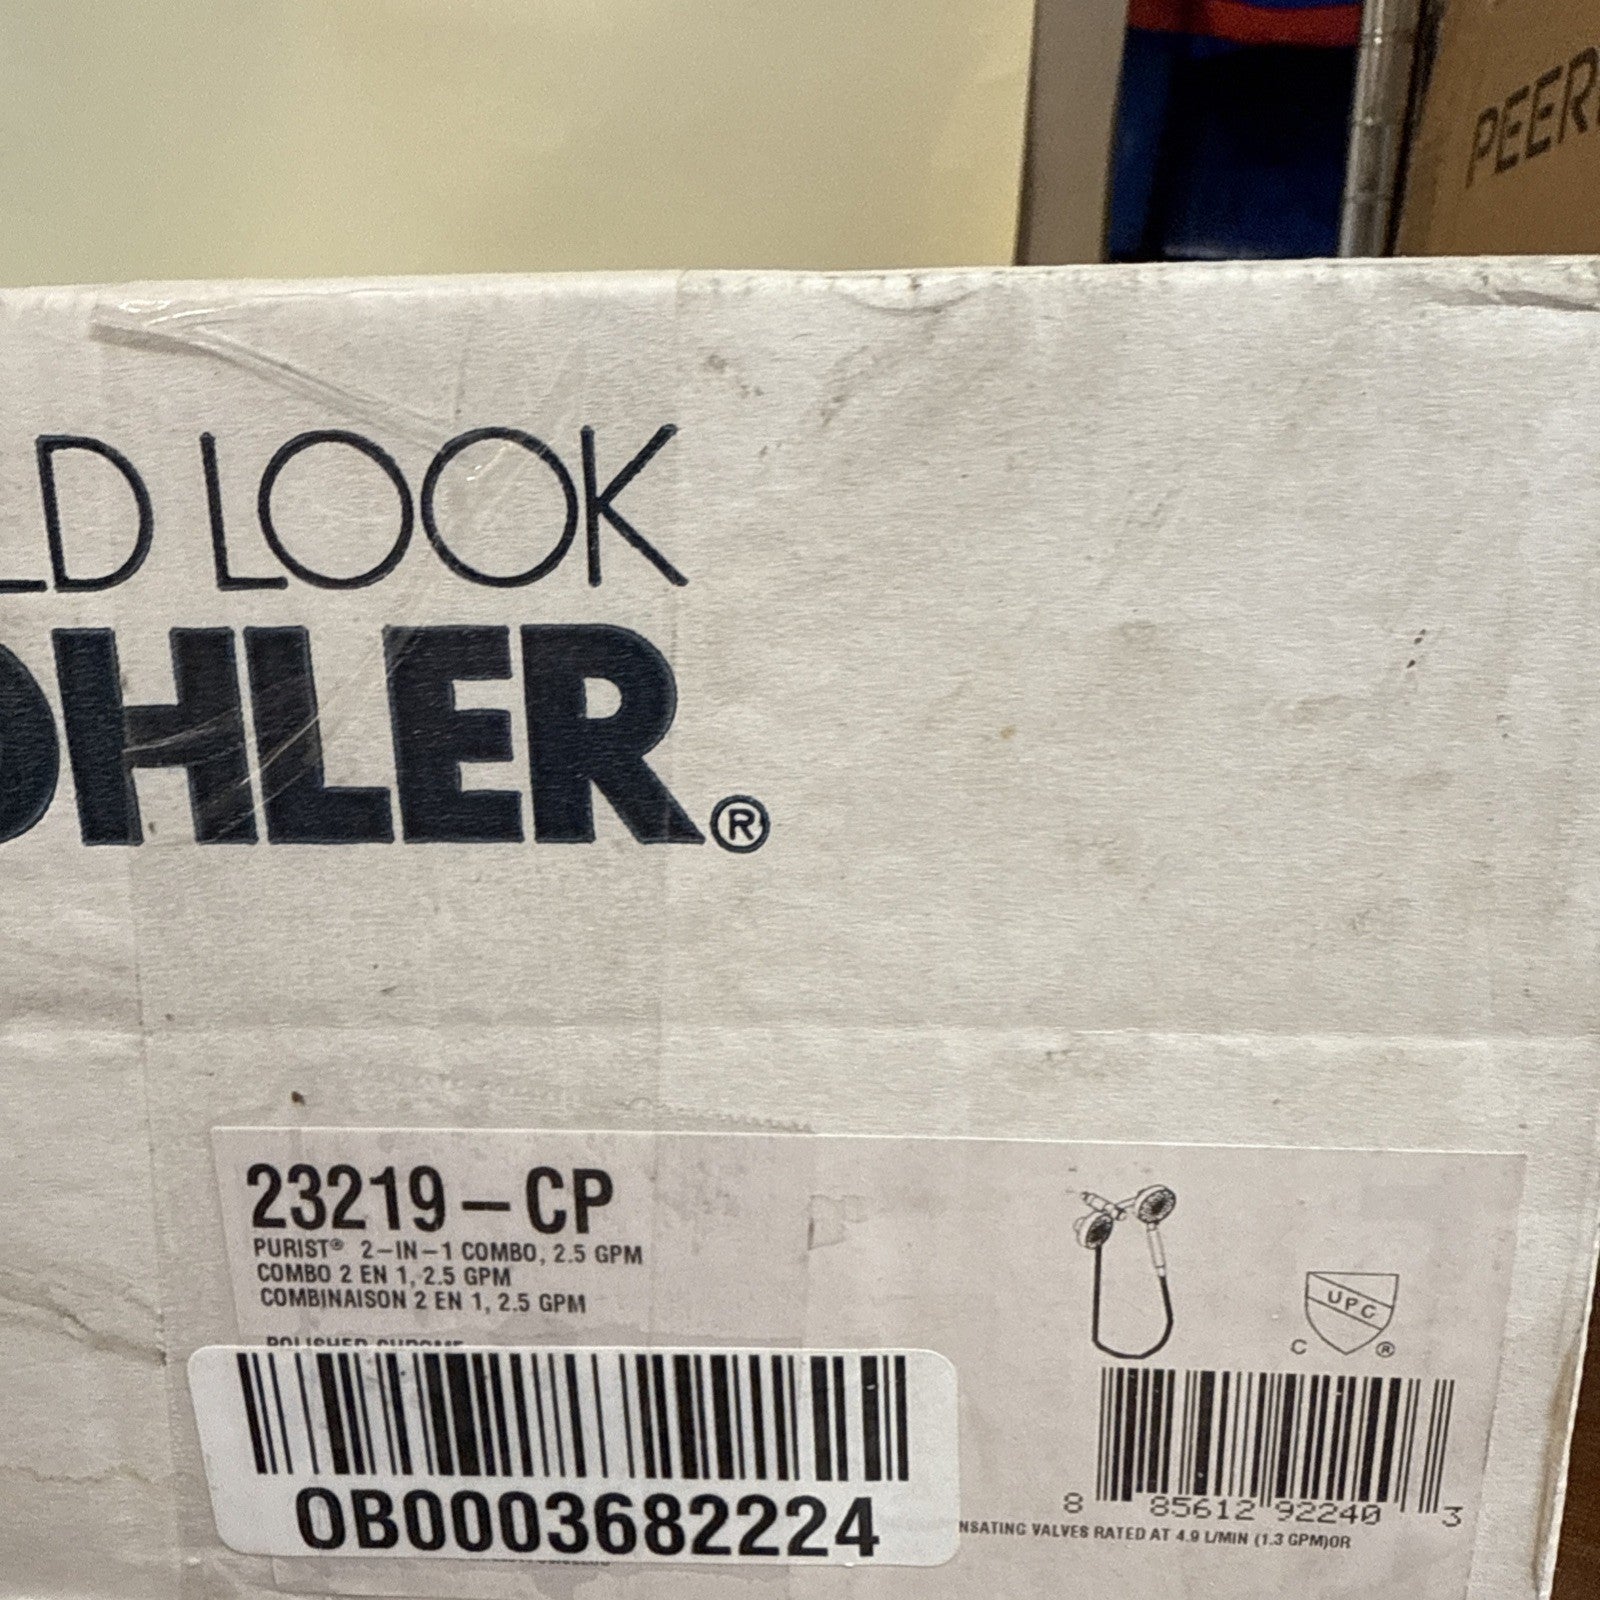 PEER
LD LOOK
OHLER®
23219-CP
PURIST® 2-IN-1 COMBO, 2.5 GPM
COMBO 2 EN 1, 2.5 GPM
COMBINAISON 2 EN 1, 2.5 GPM
POLISHED CHROME
UPC
C ®
OB0003682224
8 85612 92240 3
NSATING VALVES RATED AT 4.9 L/MIN (1.3 GPM)OR